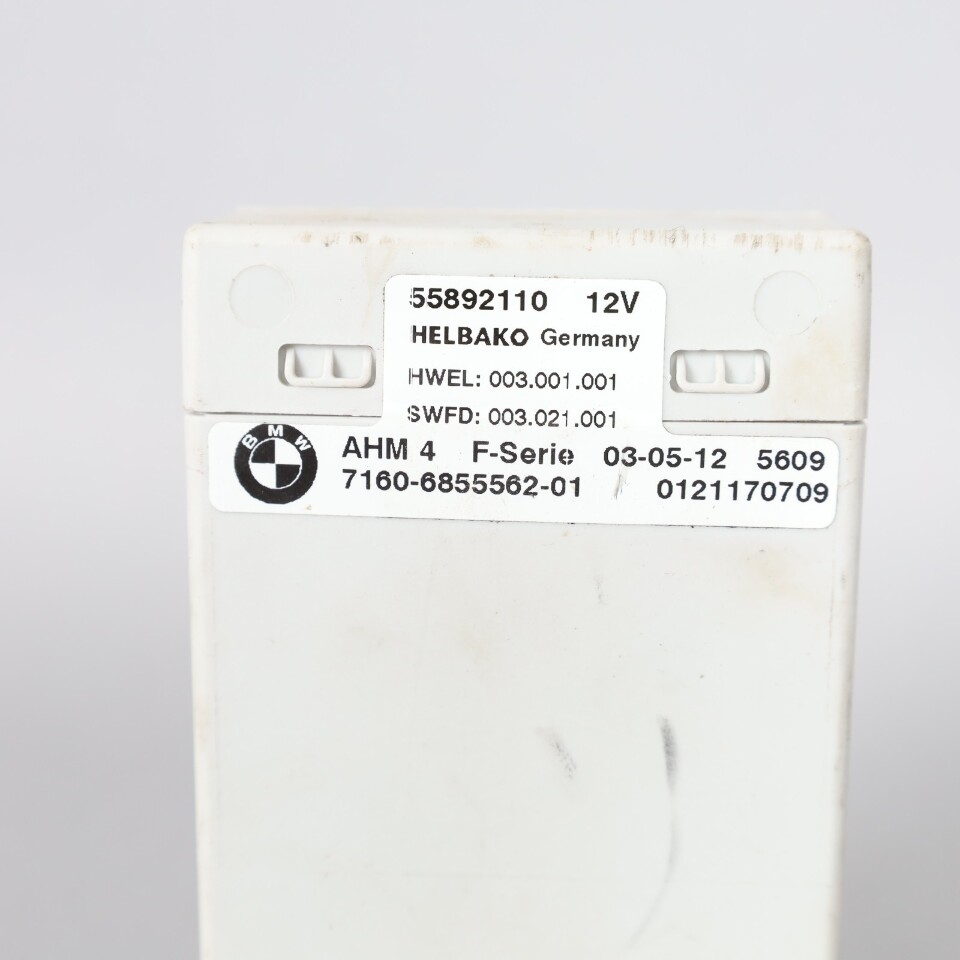 55892110 12V
HELBAKO Germany
HWEL: 003.001.001
SWFD: 003.021.001
BMW AHM 4 F-Serie 03-05-12 5609
7160-6855562-01 0121170709